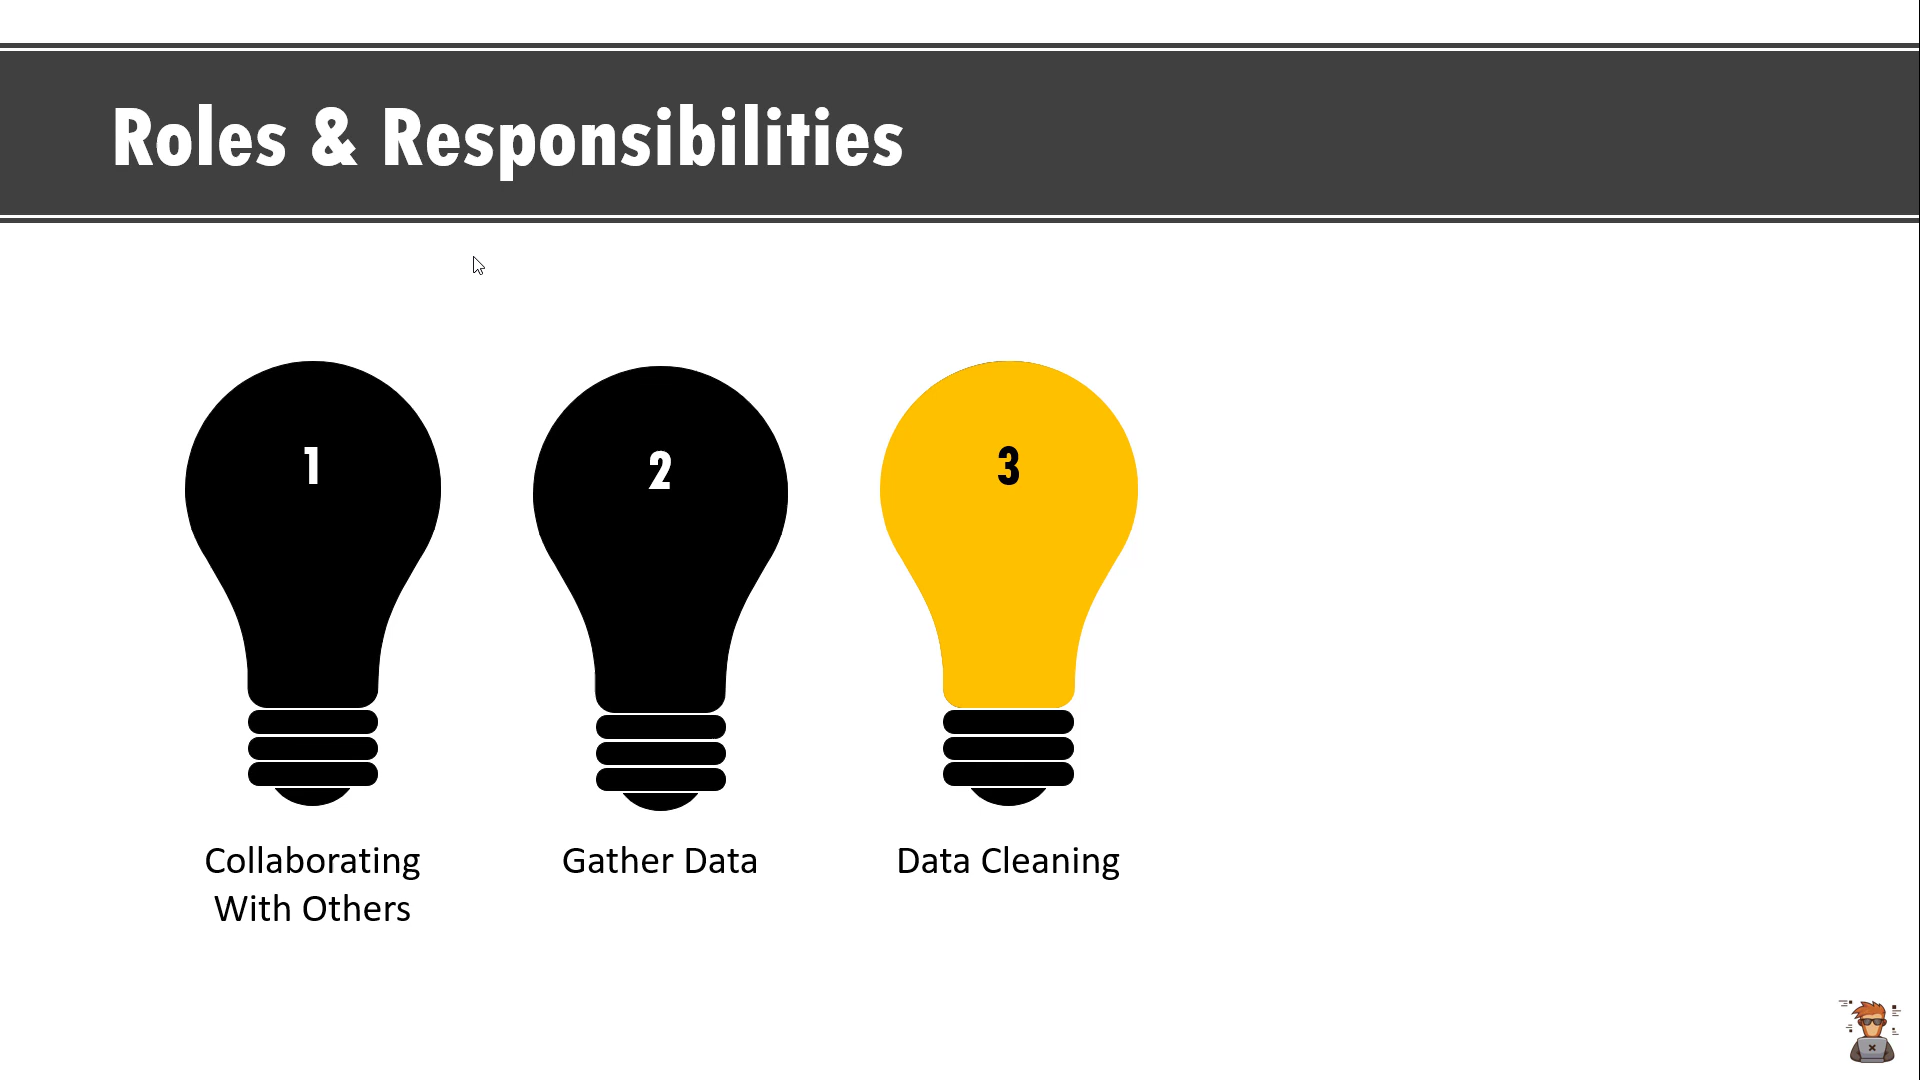 Roles & Responsibilities
1
2
3
Collaborating
With Others
Gather Data
Data Cleaning